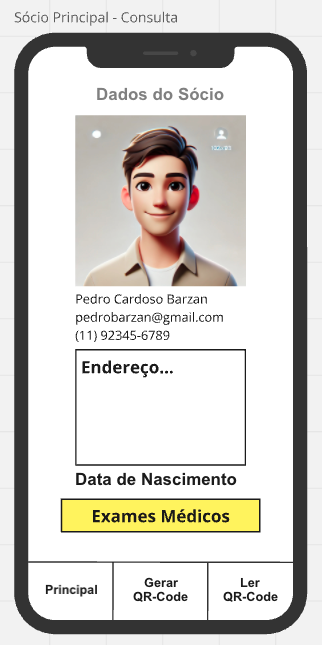 Sócio Principal - Consulta
Dados do Sócio
Pedro Cardoso Barzan
pedrobarzan@gmail.com
(11) 92345-6789
Endereço...
Data de Nascimento
Exames Médicos
Principal
Gerar
QR-Code
Ler
QR-Code